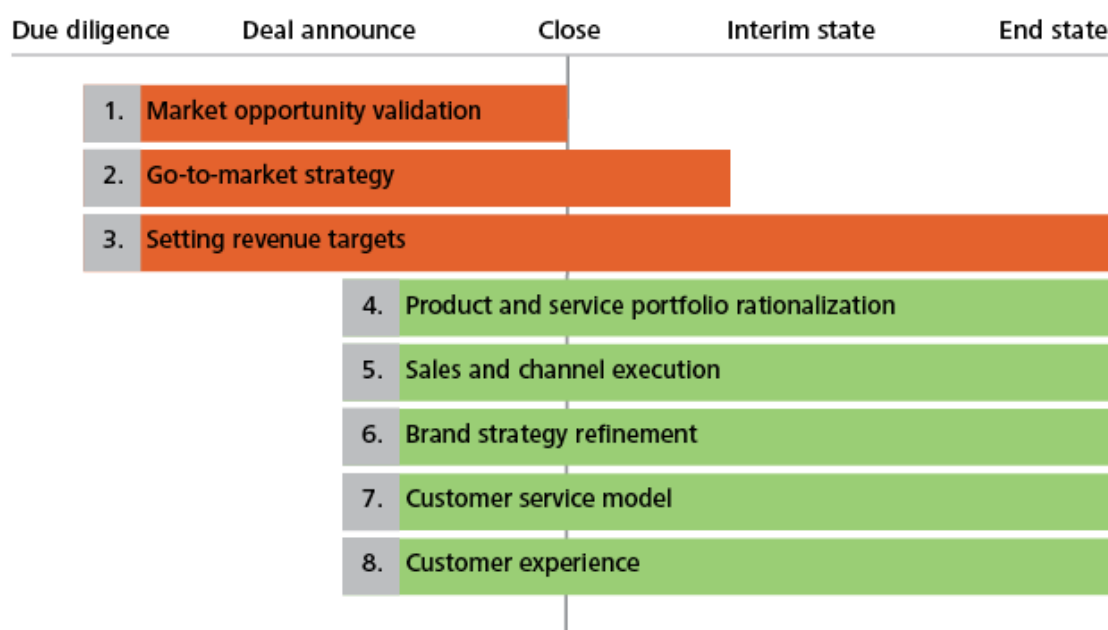 Due diligence Deal announce Close Interim state End state
1. Market opportunity validation
2. Go-to-market strategy
3. Setting revenue targets
4. Product and service portfolio rationalization
5. Sales and channel execution
6. Brand strategy refinement
7. Customer service model
8. Customer experience